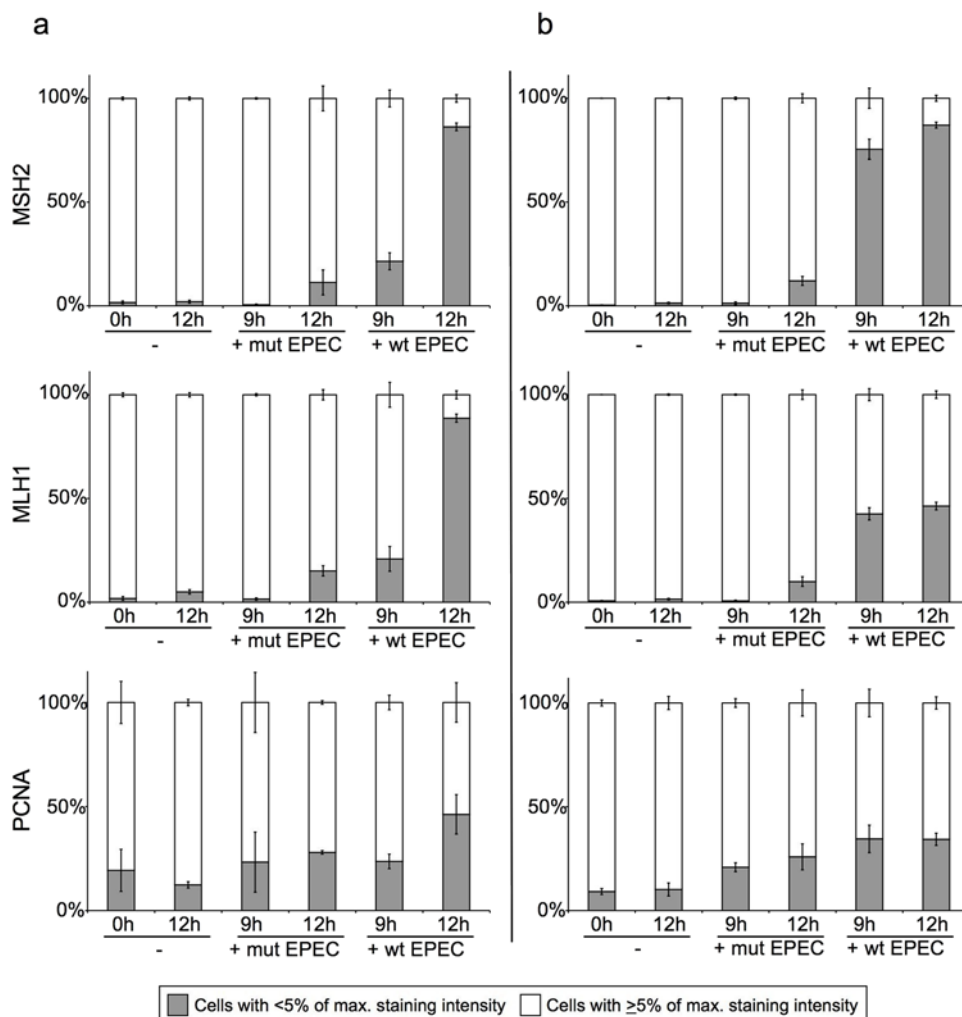 a
b
MSH2
100%
50%
0%
0h 12h 9h 12h 9h 12h
- + mut EPEC + wt EPEC
100%
50%
0%
0h 12h 9h 12h 9h 12h
- + mut EPEC + wt EPEC
MLH1
100%
50%
0%
0h 12h 9h 12h 9h 12h
- + mut EPEC + wt EPEC
100%
50%
0%
0h 12h 9h 12h 9h 12h
- + mut EPEC + wt EPEC
PCNA
100%
50%
0%
0h 12h 9h 12h 9h 12h
- + mut EPEC + wt EPEC
100%
50%
0%
0h 12h 9h 12h 9h 12h
- + mut EPEC + wt EPEC
Cells with <5% of max. staining intensity
Cells with ≥5% of max. staining intensity